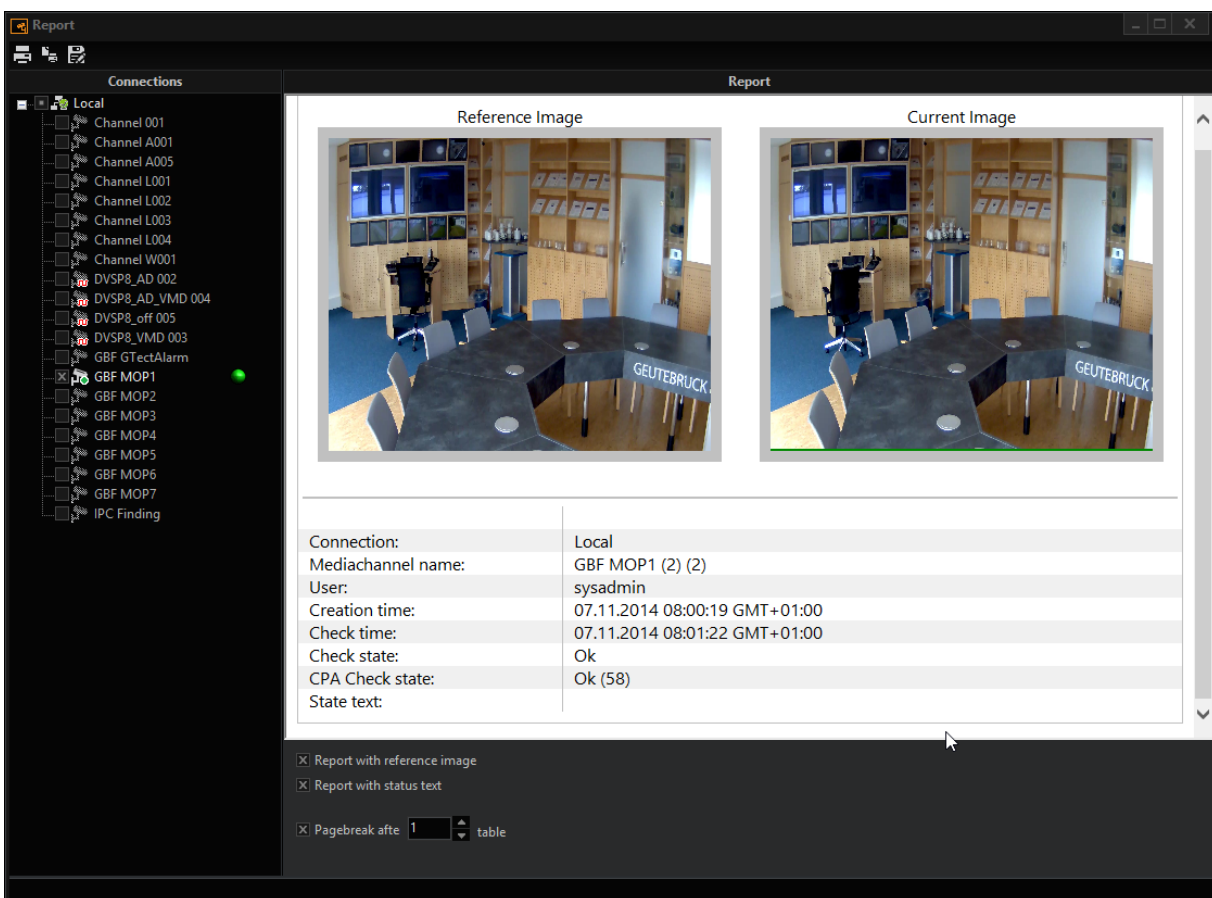 Report
Connections
Report
Local
Channel 001
Channel A001
Channel A005
Channel L001
Channel L002
Channel L003
Channel L004
Channel W001
DVSP8_AD 002
DVSP8_AD_VMD 004
DVSP8_off 005
DVSP8_VMD 003
GBF GTectAlarm
GBF MOP1
GBF MOP2
GBF MOP3
GBF MOP4
GBF MOP5
GBF MOP6
GBF MOP7
IPC Finding
Reference Image Current Image
GEUTEBRUCK GEUTEBRUCK
Connection: Local
Mediachannel name: GBF MOP1 (2) (2)
User: sysadmin
Creation time: 07.11.2014 08:00:19 GMT+01:00
Check time: 07.11.2014 08:01:22 GMT+01:00
Check state: Ok
CPA Check state: Ok (58)
State text:
Report with reference image
Report with status text
Pagebreak afte 1 table